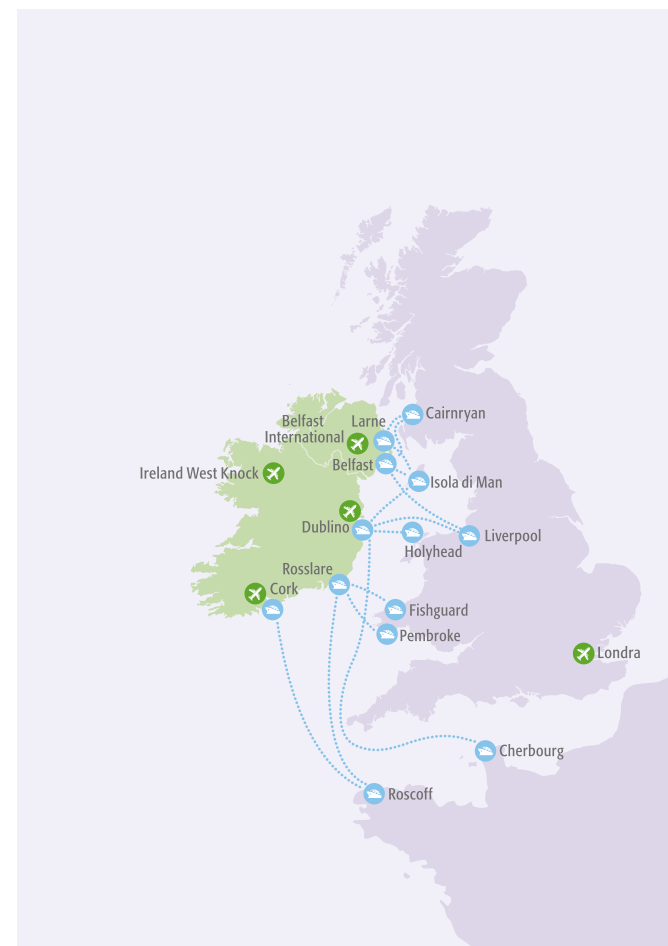 Cairnryan
Belfast
International
Larne
Belfast
Ireland West Knock
Isola di Man
Dublino
Liverpool
Holyhead
Rosslare
Cork
Fishguard
Pembroke
Londra
Cherbourg
Roscoff